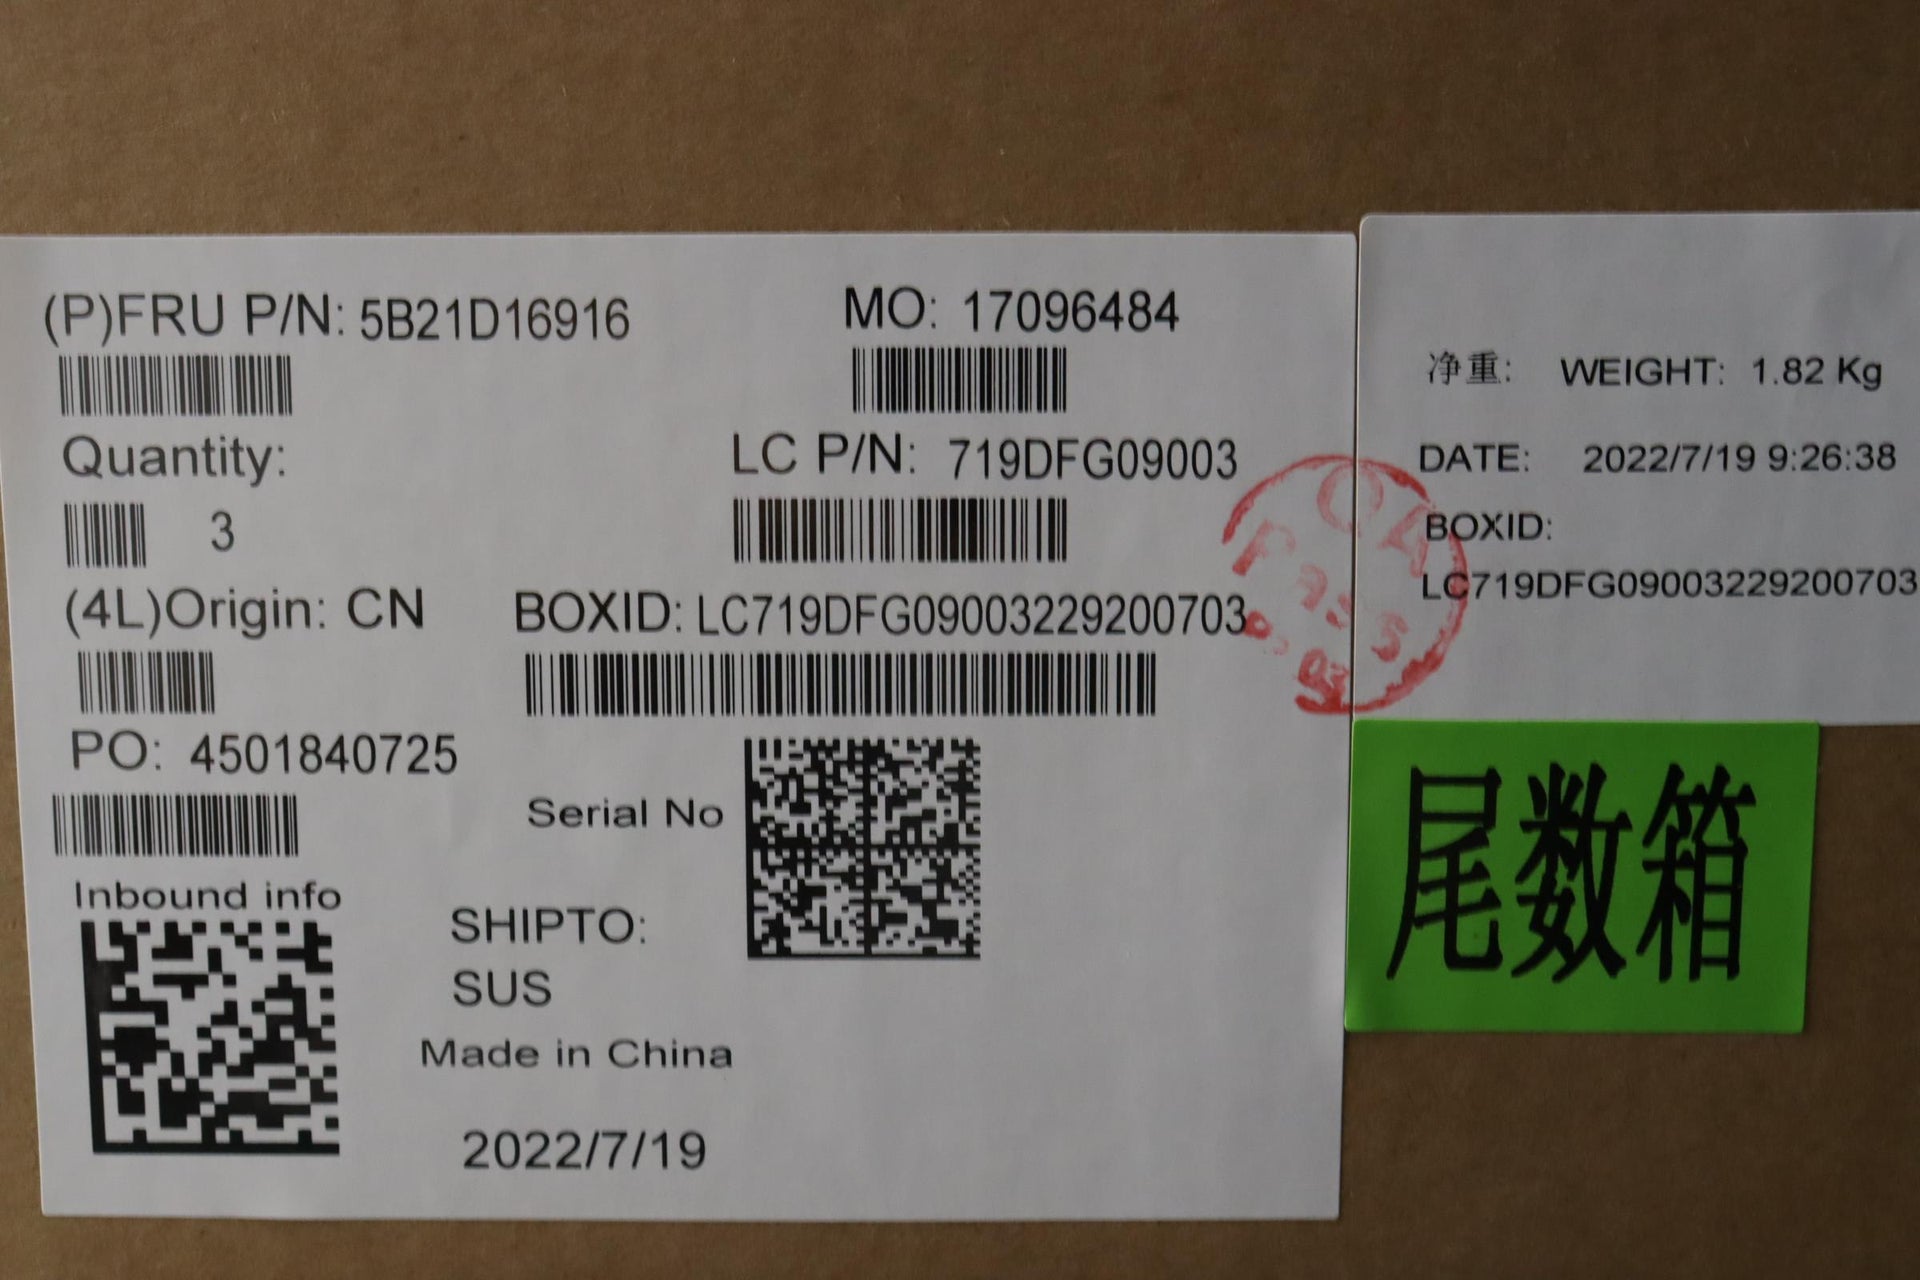 (P)FRU P/N: 5B21D16916
MO: 17096484
Quantity:
3
LC P/N: 719DFG09003
(4L)Origin: CN
BOXID: LC719DFG09003229200703
PO: 4501840725
Serial No
Inbound info
SHIPTO:
SUS
Made in China
2022/7/19
净重: WEIGHT: 1.82 Kg
DATE: 2022/7/19 9:26:38
BOXID:
LC719DFG09003229200703
QA
Pass
尾数箱